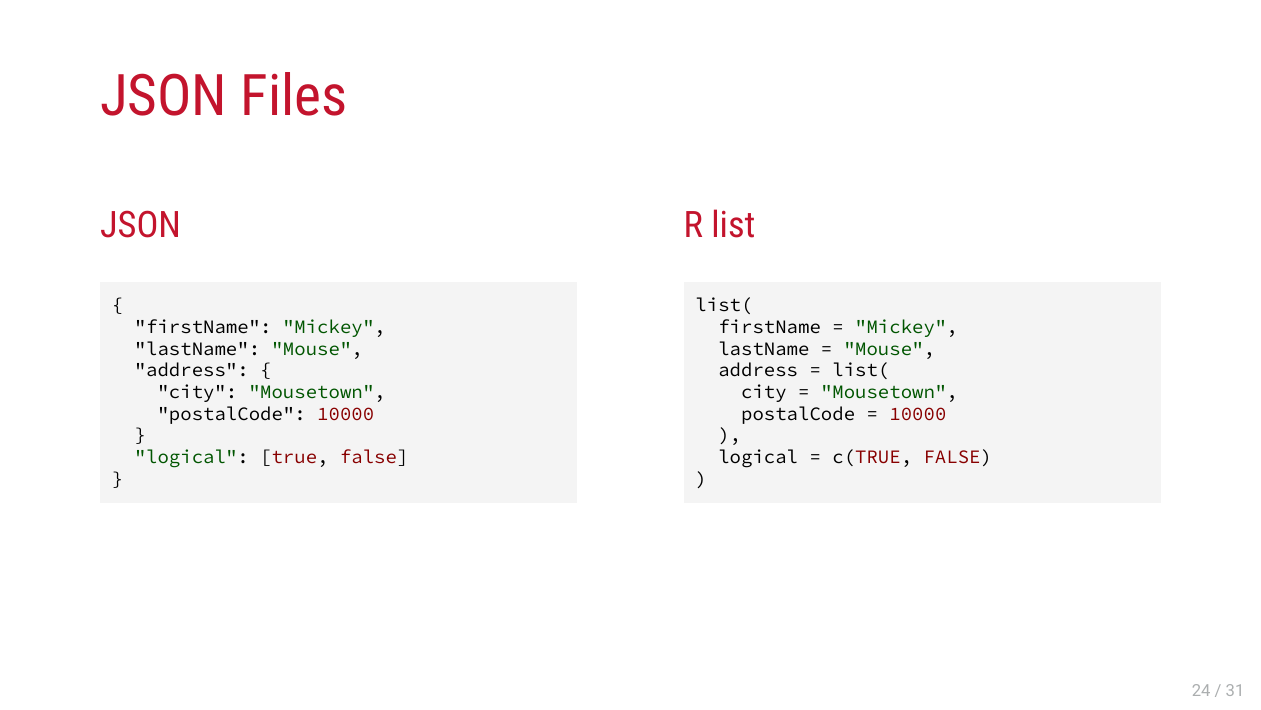 JSON Files
JSON
{
  "firstName": "Mickey",
  "lastName": "Mouse",
  "address": {
    "city": "Mousetown",
    "postalCode": 10000
  }
  "logical": [true, false]
}
R list
list(
  firstName = "Mickey",
  lastName = "Mouse",
  address = list(
    city = "Mousetown",
    postalCode = 10000
  ),
  logical = c(TRUE, FALSE)
)
24 / 31